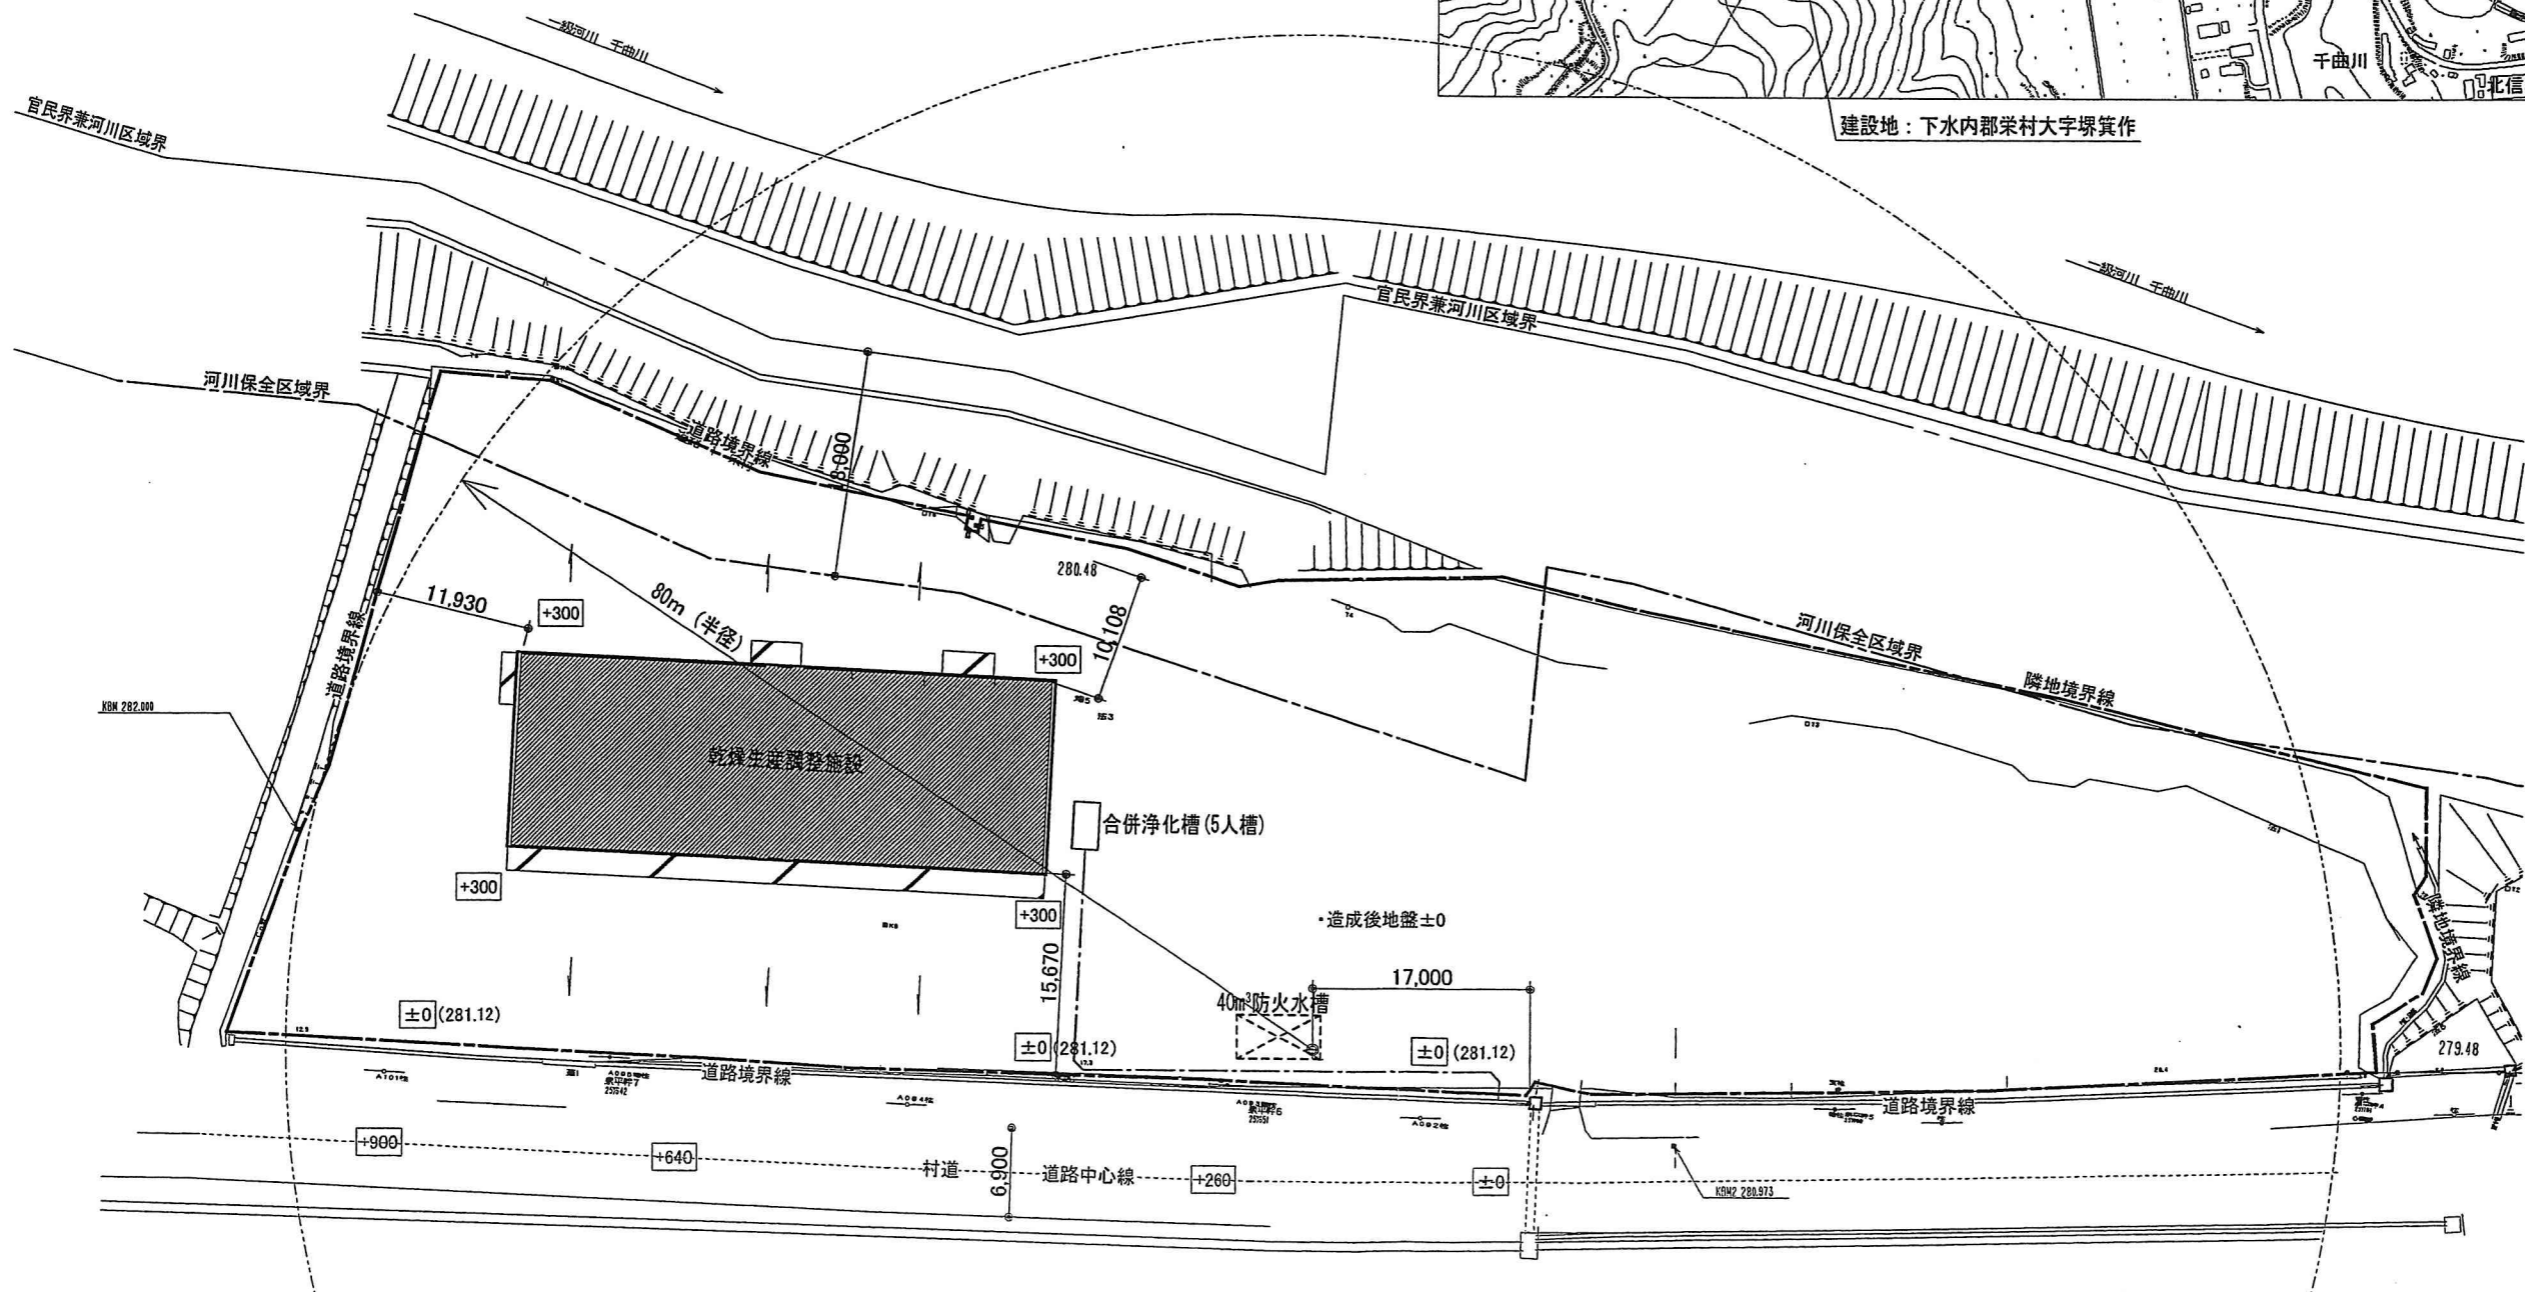 一級河川 千曲川
千曲川
北信
官民界兼河川区域界
建設地：下水内郡栄村大字堺箕作
一級河川 千曲川
官民界兼河川区域界
河川保全区域界
道路境界線
280.48
11,930
+300
80m（半径）
10,108
+300
河川保全区域界
隣地境界線
道路境界線
KBM 282.000
乾燥生産調整施設
合併浄化槽(5人槽)
+300
+300
・造成後地盤±0
隣地境界線
15,670
17,000
40m³防火水槽
±0 (281.12)
±0 (281.12)
±0 (281.12)
279.48
道路境界線
道路境界線
+900
+640
村道
6,900
道路中心線
+260
±0
KBM2 280.973